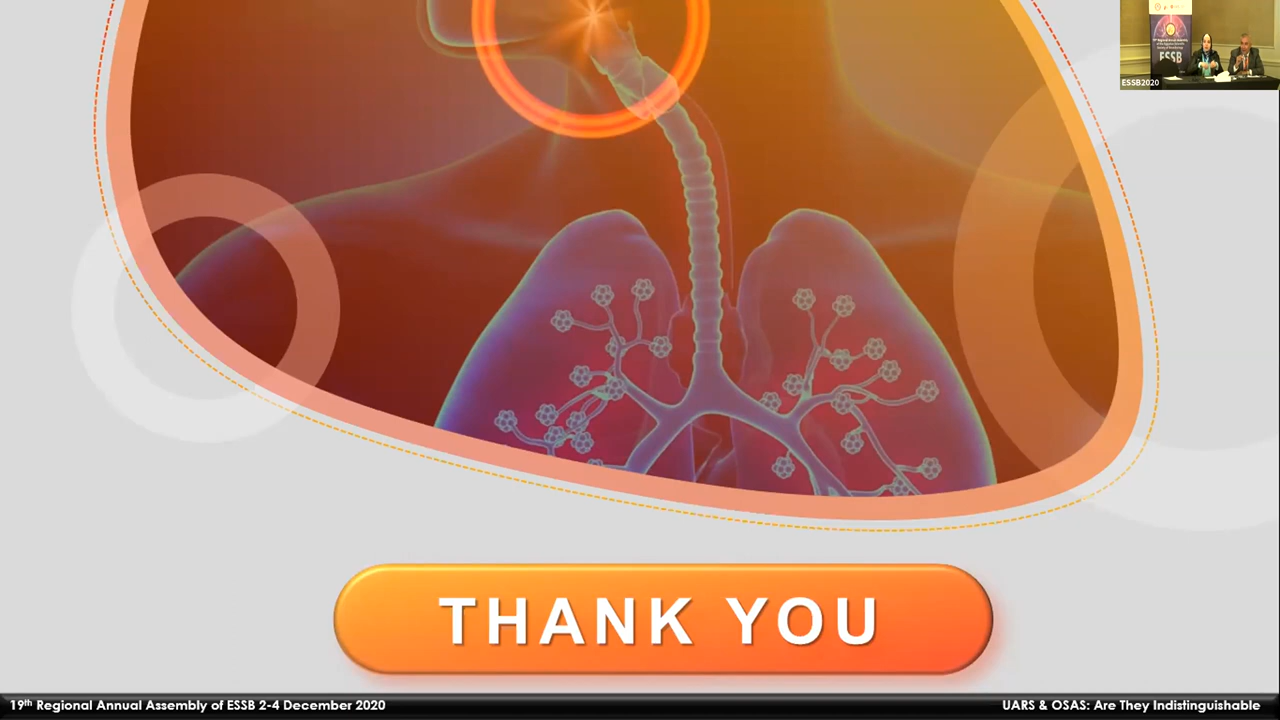 ESSB
ESSB2020
THANK YOU
19th Regional Annual Assembly of ESSB 2-4 December 2020
UARS & OSAS: Are They Indistinguishable